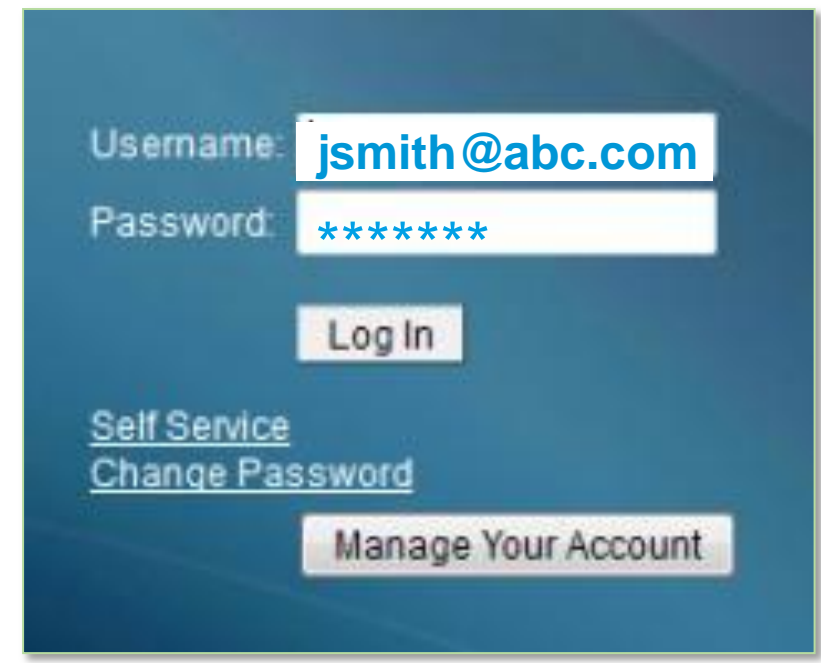 Username: jsmith@abc.com
Password: *******
Log In
Self Service
Change Password
Manage Your Account